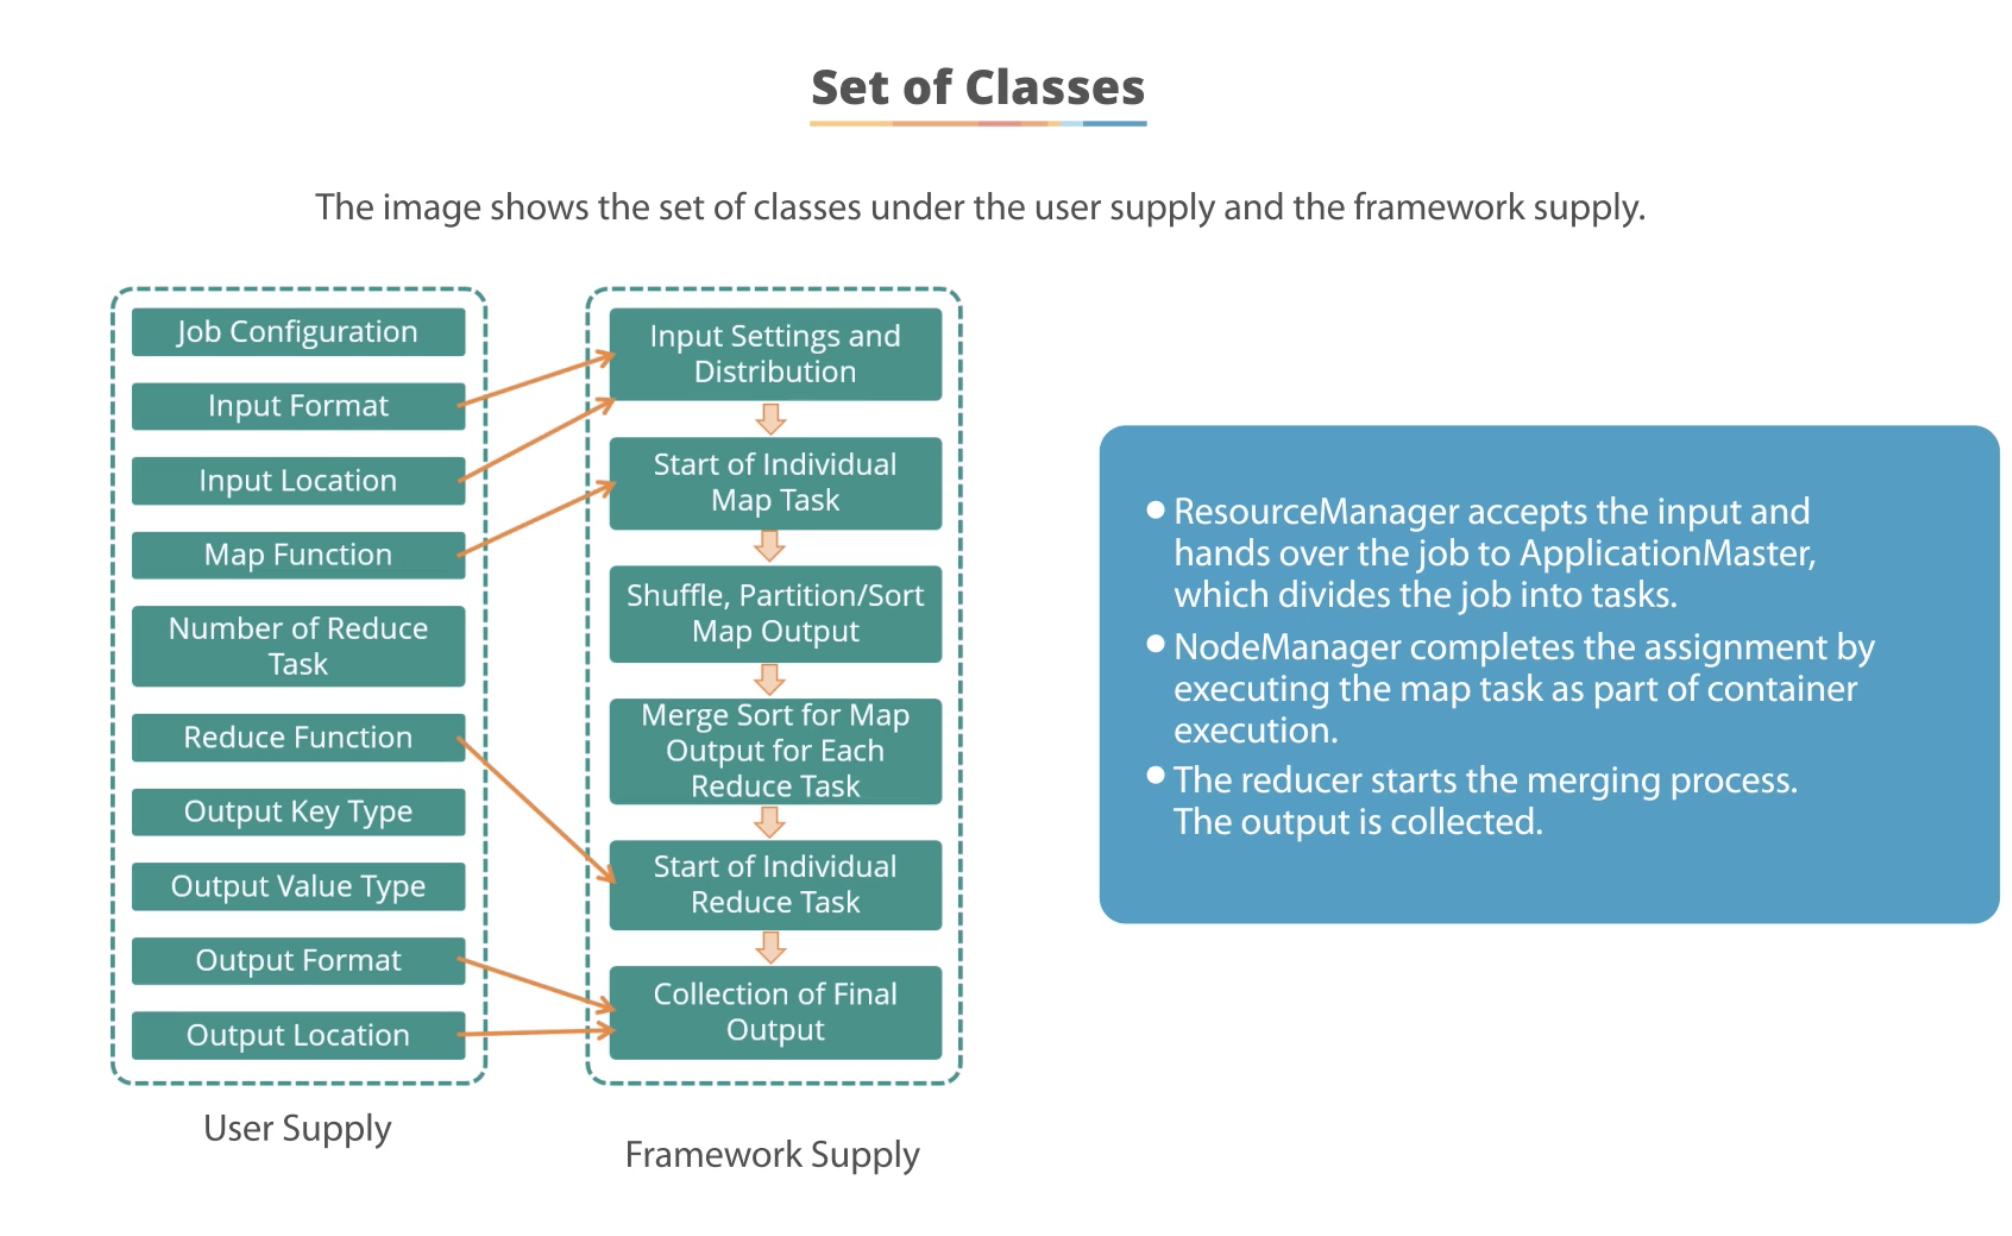 Set of Classes
The image shows the set of classes under the user supply and the framework supply.
Job Configuration
Input Format
Input Location
Map Function
Number of Reduce
Task
Reduce Function
Output Key Type
Output Value Type
Output Format
Output Location
User Supply
Input Settings and
Distribution
Start of Individual
Map Task
Shuffle, Partition/Sort
Map Output
Merge Sort for Map
Output for Each
Reduce Task
Start of Individual
Reduce Task
Collection of Final
Output
Framework Supply
● ResourceManager accepts the input and
hands over the job to ApplicationMaster,
which divides the job into tasks.
● NodeManager completes the assignment by
executing the map task as part of container
execution.
● The reducer starts the merging process.
The output is collected.